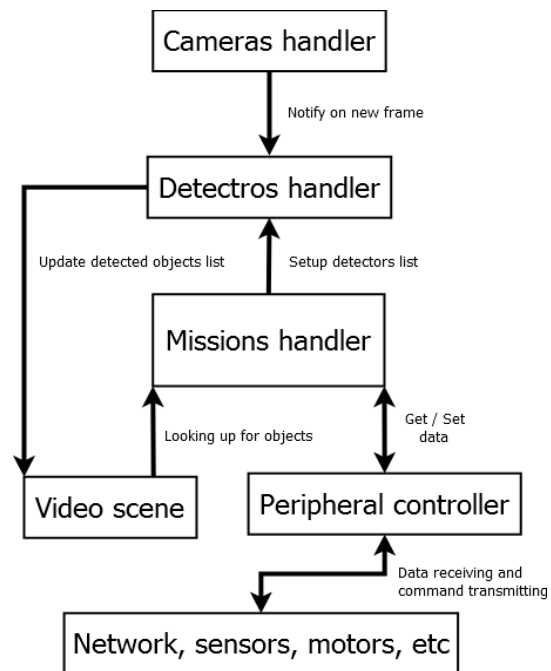 Cameras handler
Notify on new frame
Detectros handler
Update detected objects list
Setup detectors list
Missions handler
Looking up for objects
Get / Set
data
Video scene
Peripheral controller
Data receiving and
command transmitting
Network, sensors, motors, etc